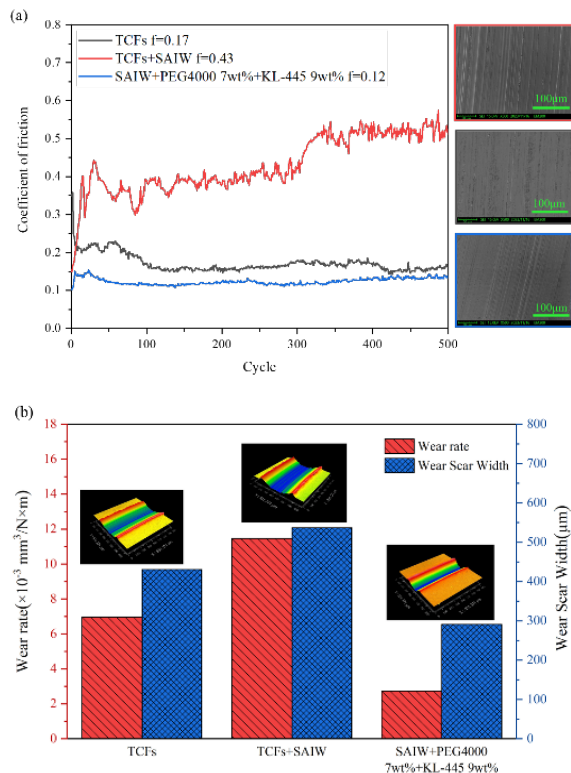 (a)
0.8
0.7
0.6
0.5
0.4
0.3
0.2
0.1
0.0
Coefficient of friction
TCFs f=0.17
TCFs+SAIW f=0.43
SAIW+PEG4000 7wt%+KL-445 9wt% f=0.12
0
100
200
300
400
500
Cycle
100μm
100μm
100μm
(b)
18
16
14
12
10
8
6
4
2
0
Wear rate(×10⁻³ mm³/N×m)
Wear rate
Wear Scar Width
800
700
600
500
400
300
200
100
0
Wear Scar Width(μm)
TCFs
TCFs+SAIW
SAIW+PEG4000
7wt%+KL-445 9wt%